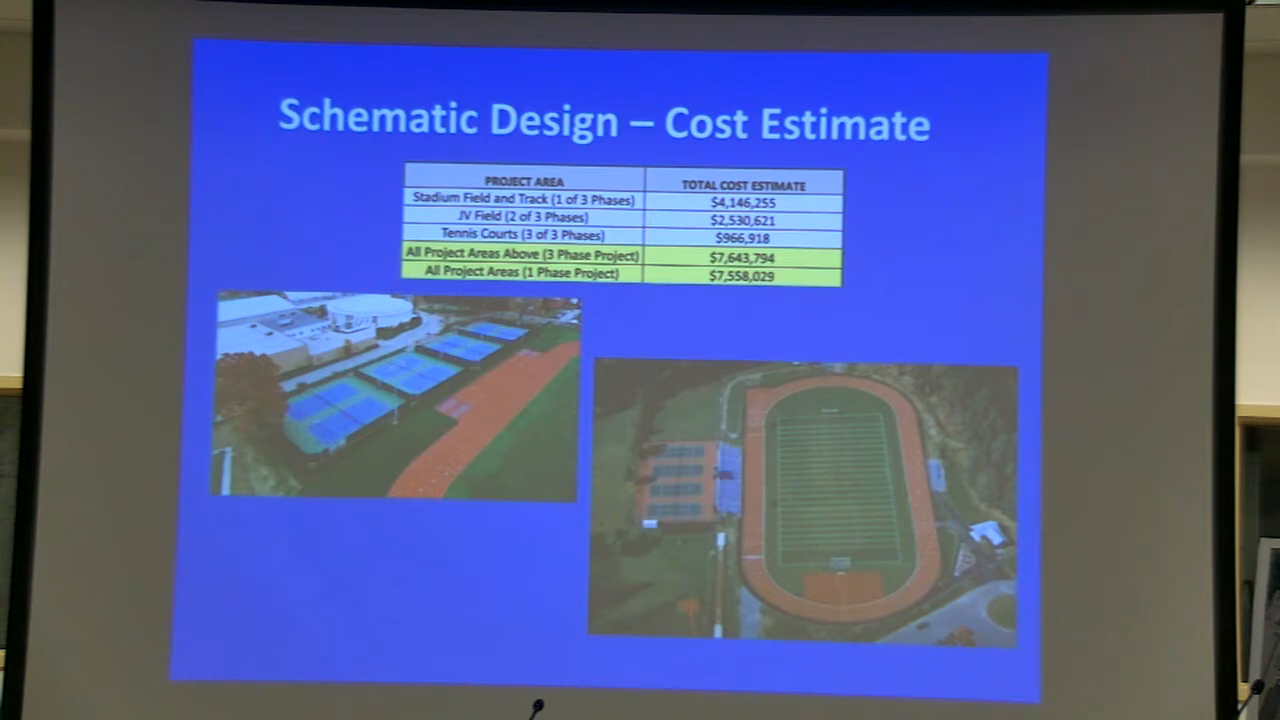 Schematic Design – Cost Estimate
PROJECT AREA TOTAL COST ESTIMATE
Stadium Field and Track (1 of 3 Phases) $4,146,255
JV Field (2 of 3 Phases) $2,530,621
Tennis Courts (3 of 3 Phases) $966,918
All Project Areas Above (3 Phase Project) $7,643,794
All Project Areas (1 Phase Project) $7,558,029